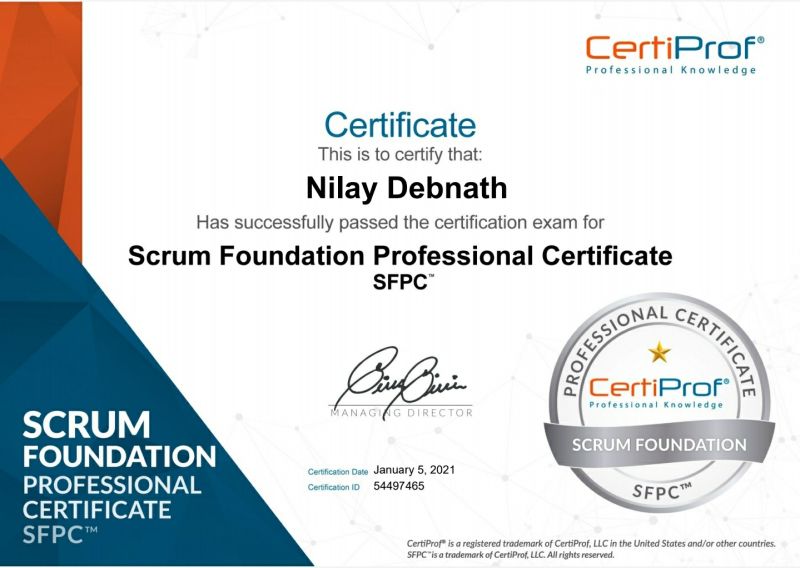 CertiProf®
Professional Knowledge
Certificate
This is to certify that:
Nilay Debnath
Has successfully passed the certification exam for
Scrum Foundation Professional Certificate
SFPC™
MANAGING DIRECTOR
Certification Date January 5, 2021
Certification ID 54497465
SCRUM
FOUNDATION
PROFESSIONAL
CERTIFICATE
SFPC™
PROFESSIONAL CERTIFICATE
CertiProf®
Professional Knowledge
SCRUM FOUNDATION
SFPC™
CertiProf® is a registered trademark of CertiProf, LLC in the United States and/or other countries.
SFPC™ is a trademark of CertiProf, LLC. All rights reserved.